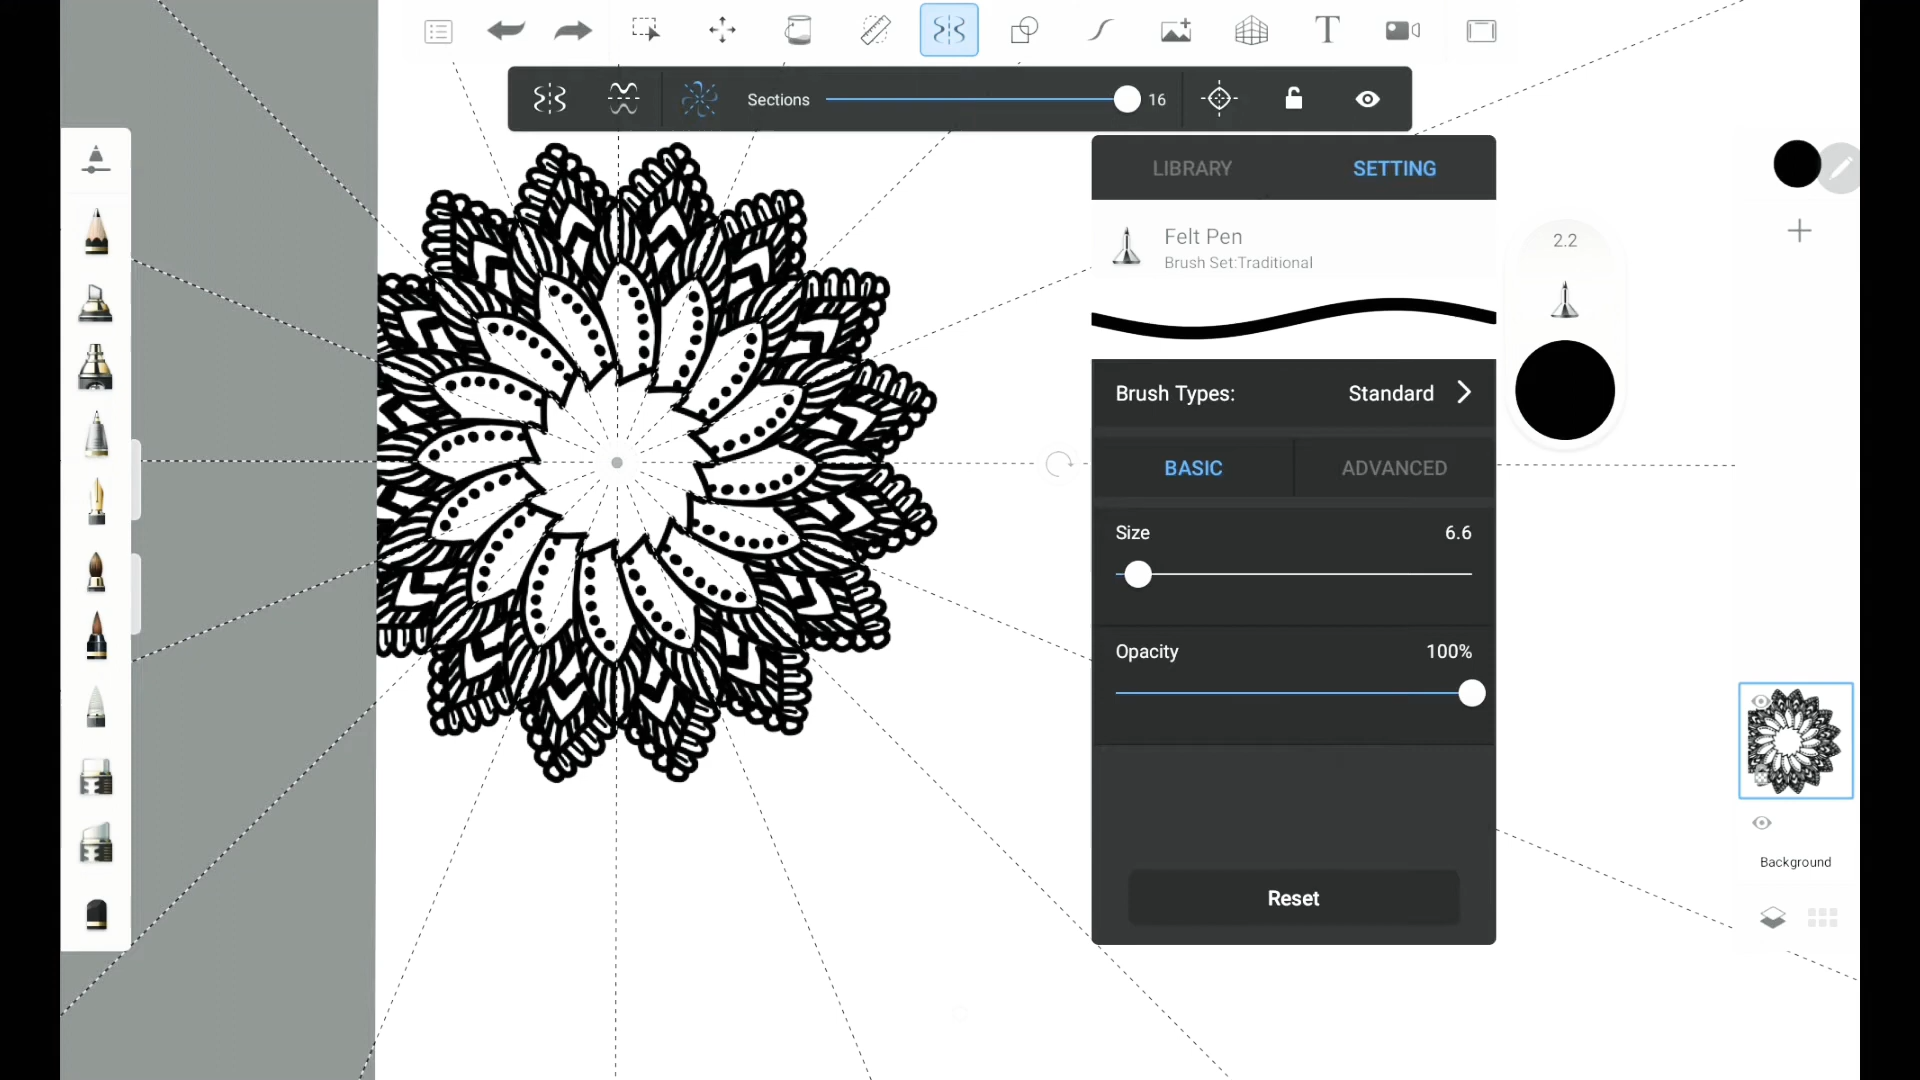 Sections 16
LIBRARY SETTING
Felt Pen
Brush Set:Traditional
2.2
Brush Types: Standard
BASIC ADVANCED
Size 6.6
Opacity 100%
Background
Reset